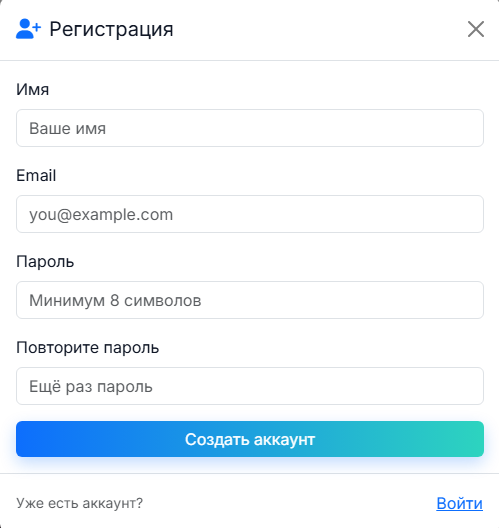 Регистрация
Имя
Ваше имя
Email
you@example.com
Пароль
Минимум 8 символов
Повторите пароль
Ещё раз пароль
Создать аккаунт
Уже есть аккаунт? Войти